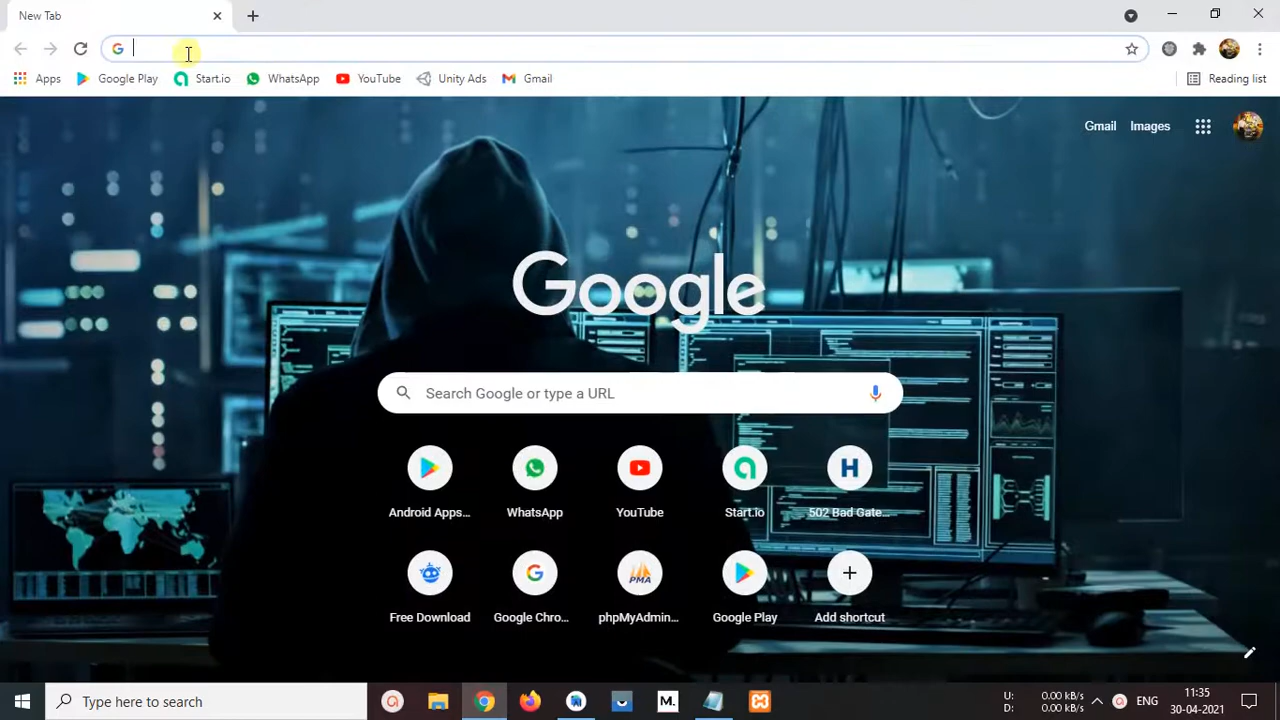 New Tab
Apps
Google Play
Start.io
WhatsApp
YouTube
Unity Ads
Gmail
Reading list
Gmail
Images
Google
Search Google or type a URL
Android Apps...
WhatsApp
YouTube
Start.io
H
502 Bad Gate...
PMA
Free Download
Google Chro...
phpMyAdmin...
Google Play
Add shortcut
Type here to search
M.
U: 0.00 kB/s
D: 0.00 kB/s
ENG
11:35
30-04-2021